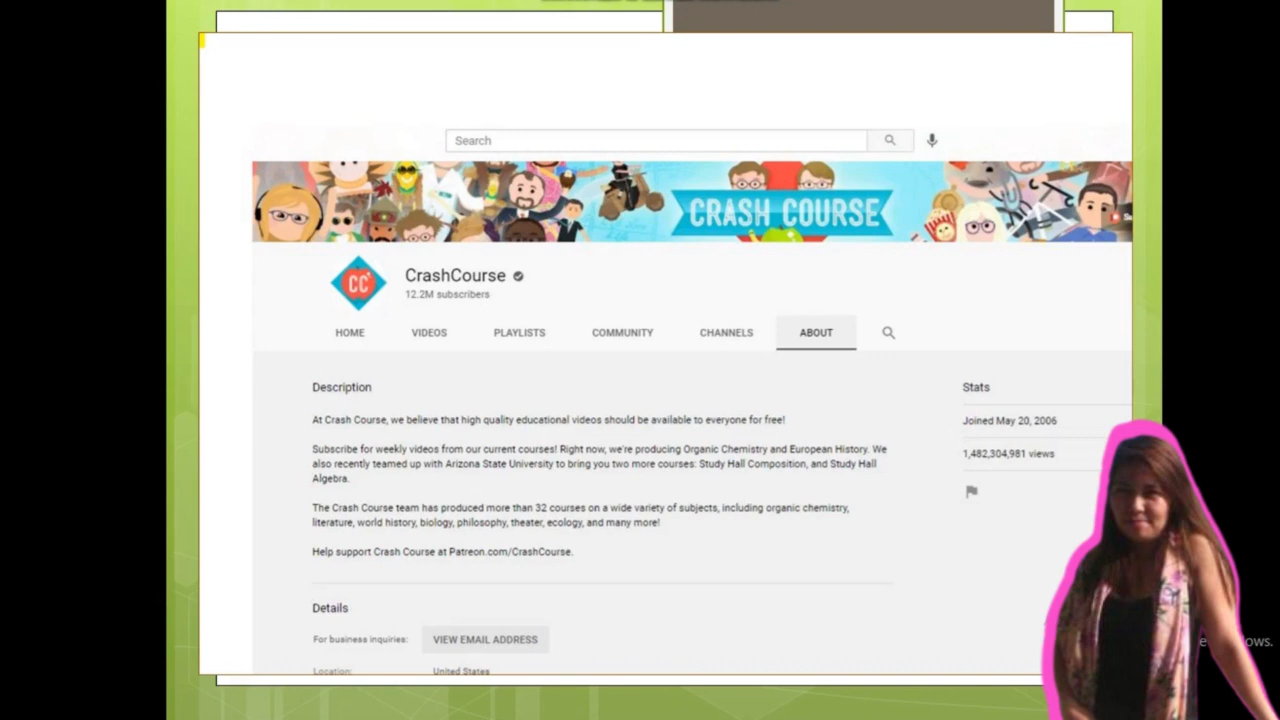 Search
CRASH COURSE
Su
CC
CrashCourse
12.2M subscribers
HOME VIDEOS PLAYLISTS COMMUNITY CHANNELS ABOUT
Description
At Crash Course, we believe that high quality educational videos should be available to everyone for free!
Subscribe for weekly videos from our current courses! Right now, we're producing Organic Chemistry and European History. We
also recently teamed up with Arizona State University to bring you two more courses: Study Hall Composition, and Study Hall
Algebra.
The Crash Course team has produced more than 32 courses on a wide variety of subjects, including organic chemistry,
literature, world history, biology, philosophy, theater, ecology, and many more!
Help support Crash Course at Patreon.com/CrashCourse.
Details
For business inquiries: VIEW EMAIL ADDRESS
Location: United States
Stats
Joined May 20, 2006
1,482,304,981 views
ows.